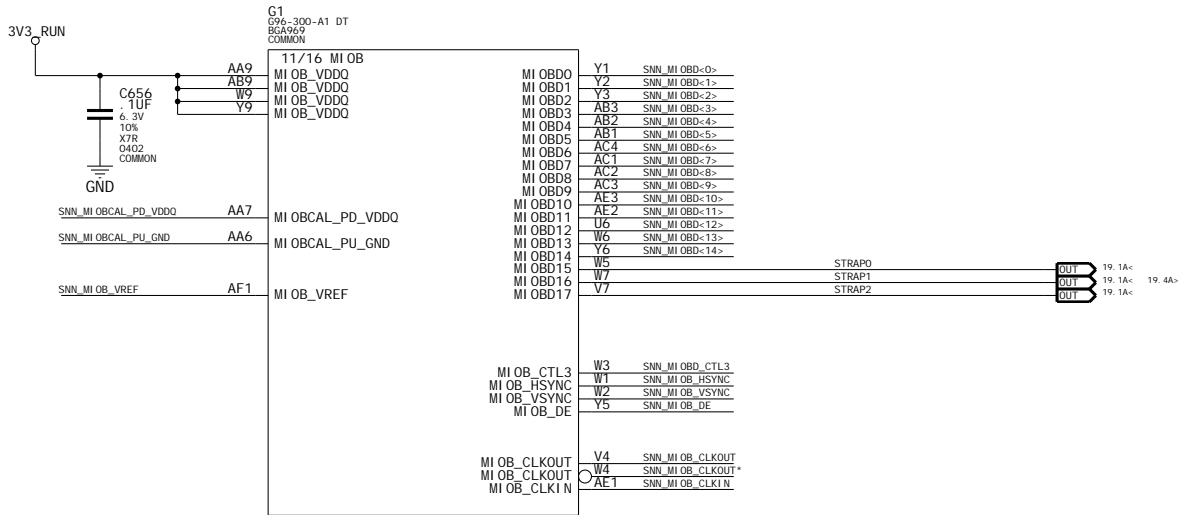 G1
G96-300-A1 DT
BGA969
COMMON
3V3_RUN
11/16 MIOB
AA9 MIOB_VDDQ
AB9 MIOB_VDDQ
W9 MIOB_VDDQ
Y9 MIOB_VDDQ
C656
.1UF
6.3V
10%
X7R
0402
COMMON
GND
SNN_MIOBCAL_PD_VDDQ AA7 MIOBCAL_PD_VDDQ
SNN_MIOBCAL_PU_GND AA6 MIOBCAL_PU_GND
SNN_MIOB_VREF AF1 MIOB_VREF
MIOBD0 Y1 SNN_MIOBD<0>
MIOBD1 Y2 SNN_MIOBD<1>
MIOBD2 Y3 SNN_MIOBD<2>
MIOBD3 AB3 SNN_MIOBD<3>
MIOBD4 AB2 SNN_MIOBD<4>
MIOBD5 AB1 SNN_MIOBD<5>
MIOBD6 AC4 SNN_MIOBD<6>
MIOBD7 AC1 SNN_MIOBD<7>
MIOBD8 AC2 SNN_MIOBD<8>
MIOBD9 AC3 SNN_MIOBD<9>
MIOBD10 AE3 SNN_MIOBD<10>
MIOBD11 AE2 SNN_MIOBD<11>
MIOBD12 U6 SNN_MIOBD<12>
MIOBD13 W6 SNN_MIOBD<13>
MIOBD14 Y6 SNN_MIOBD<14>
MIOBD15 W5 STRAP0 OUT 19.1A<
MIOBD16 W7 STRAP1 OUT 19.1A< 19.4A>
MIOBD17 V7 STRAP2 OUT 19.1A<
MIOB_CTL3 W3 SNN_MIOBD_CTL3
MIOB_HSYNC W1 SNN_MIOB_HSYNC
MIOB_VSYNC W2 SNN_MIOB_VSYNC
MIOB_DE Y5 SNN_MIOB_DE
MIOB_CLKOUT V4 SNN_MIOB_CLKOUT
MIOB_CLKOUT W4 SNN_MIOB_CLKOUT*
MIOB_CLKIN AE1 SNN_MIOB_CLKIN